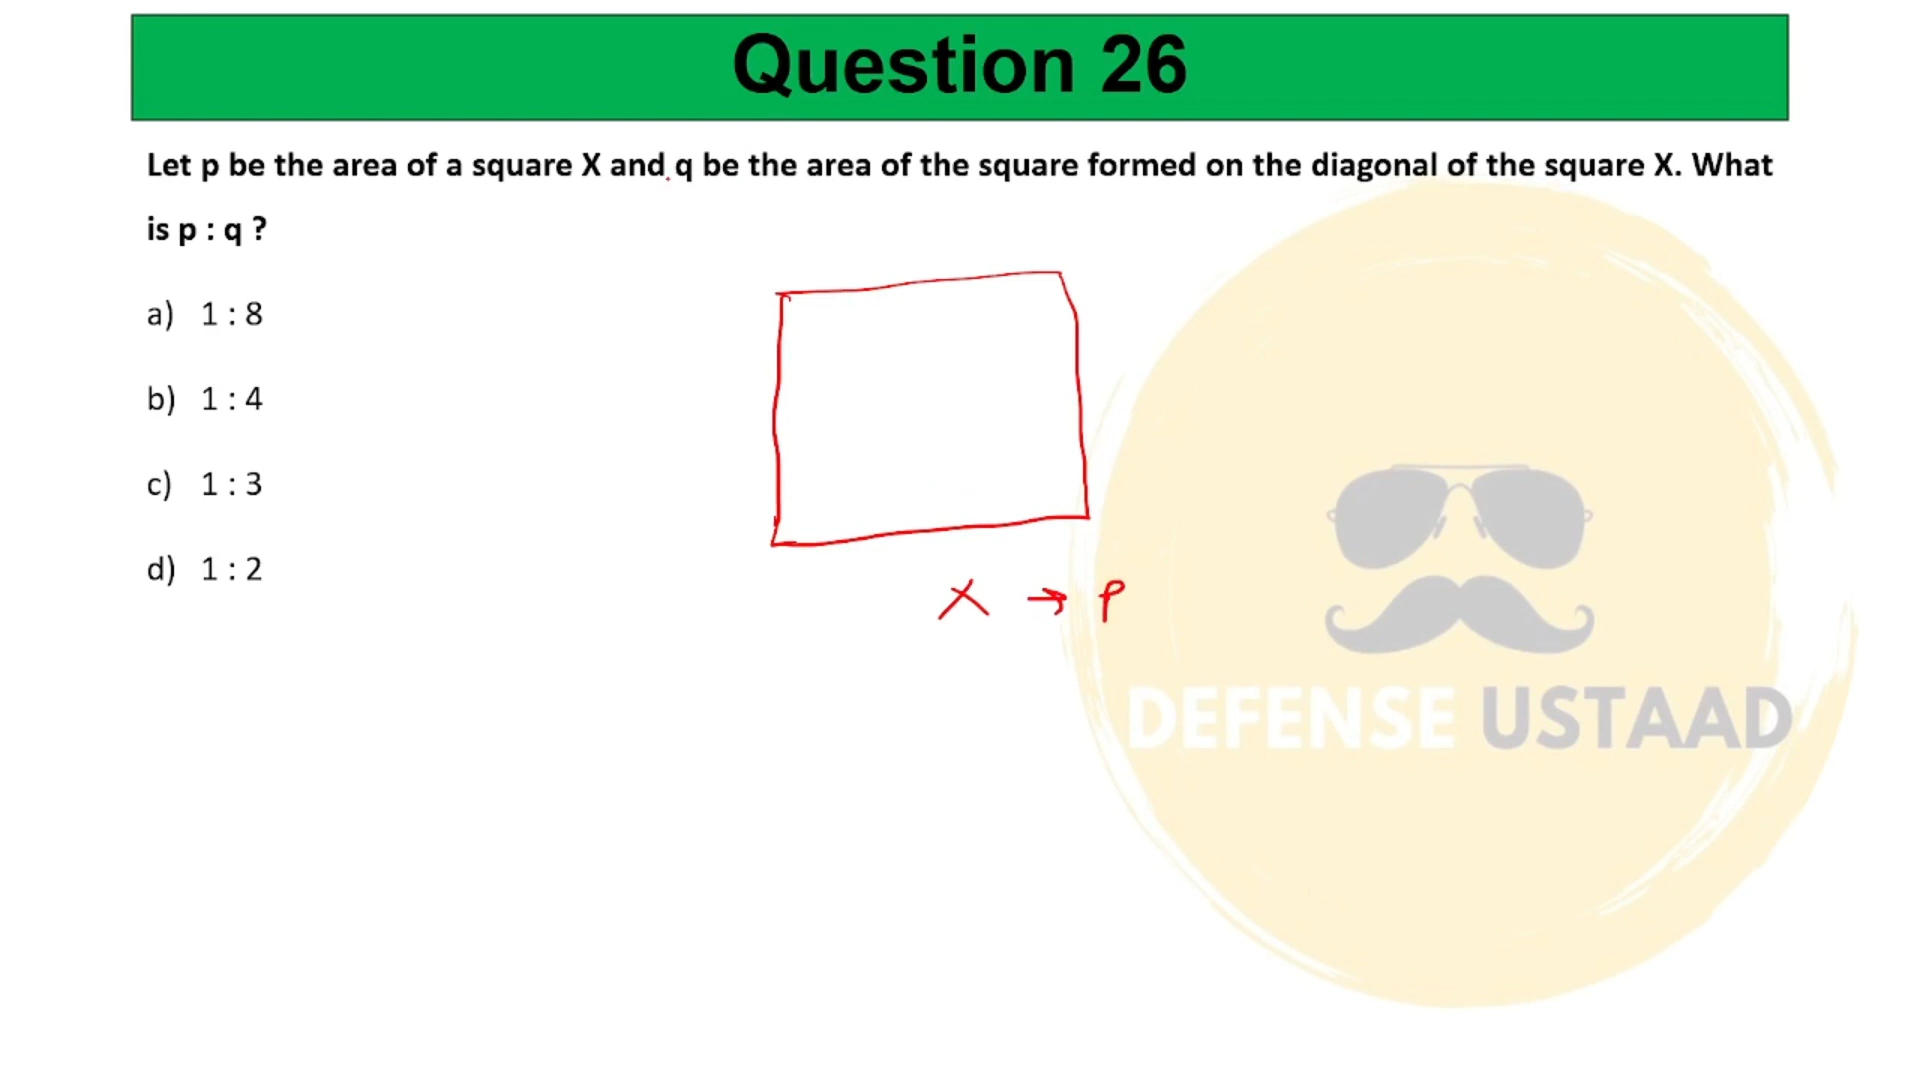 Question 26
Let p be the area of a square X and q be the area of the square formed on the diagonal of the square X. What
is p : q ?
a) 1 : 8
b) 1 : 4
c) 1 : 3
d) 1 : 2
X → P
DEFENSE USTAAD